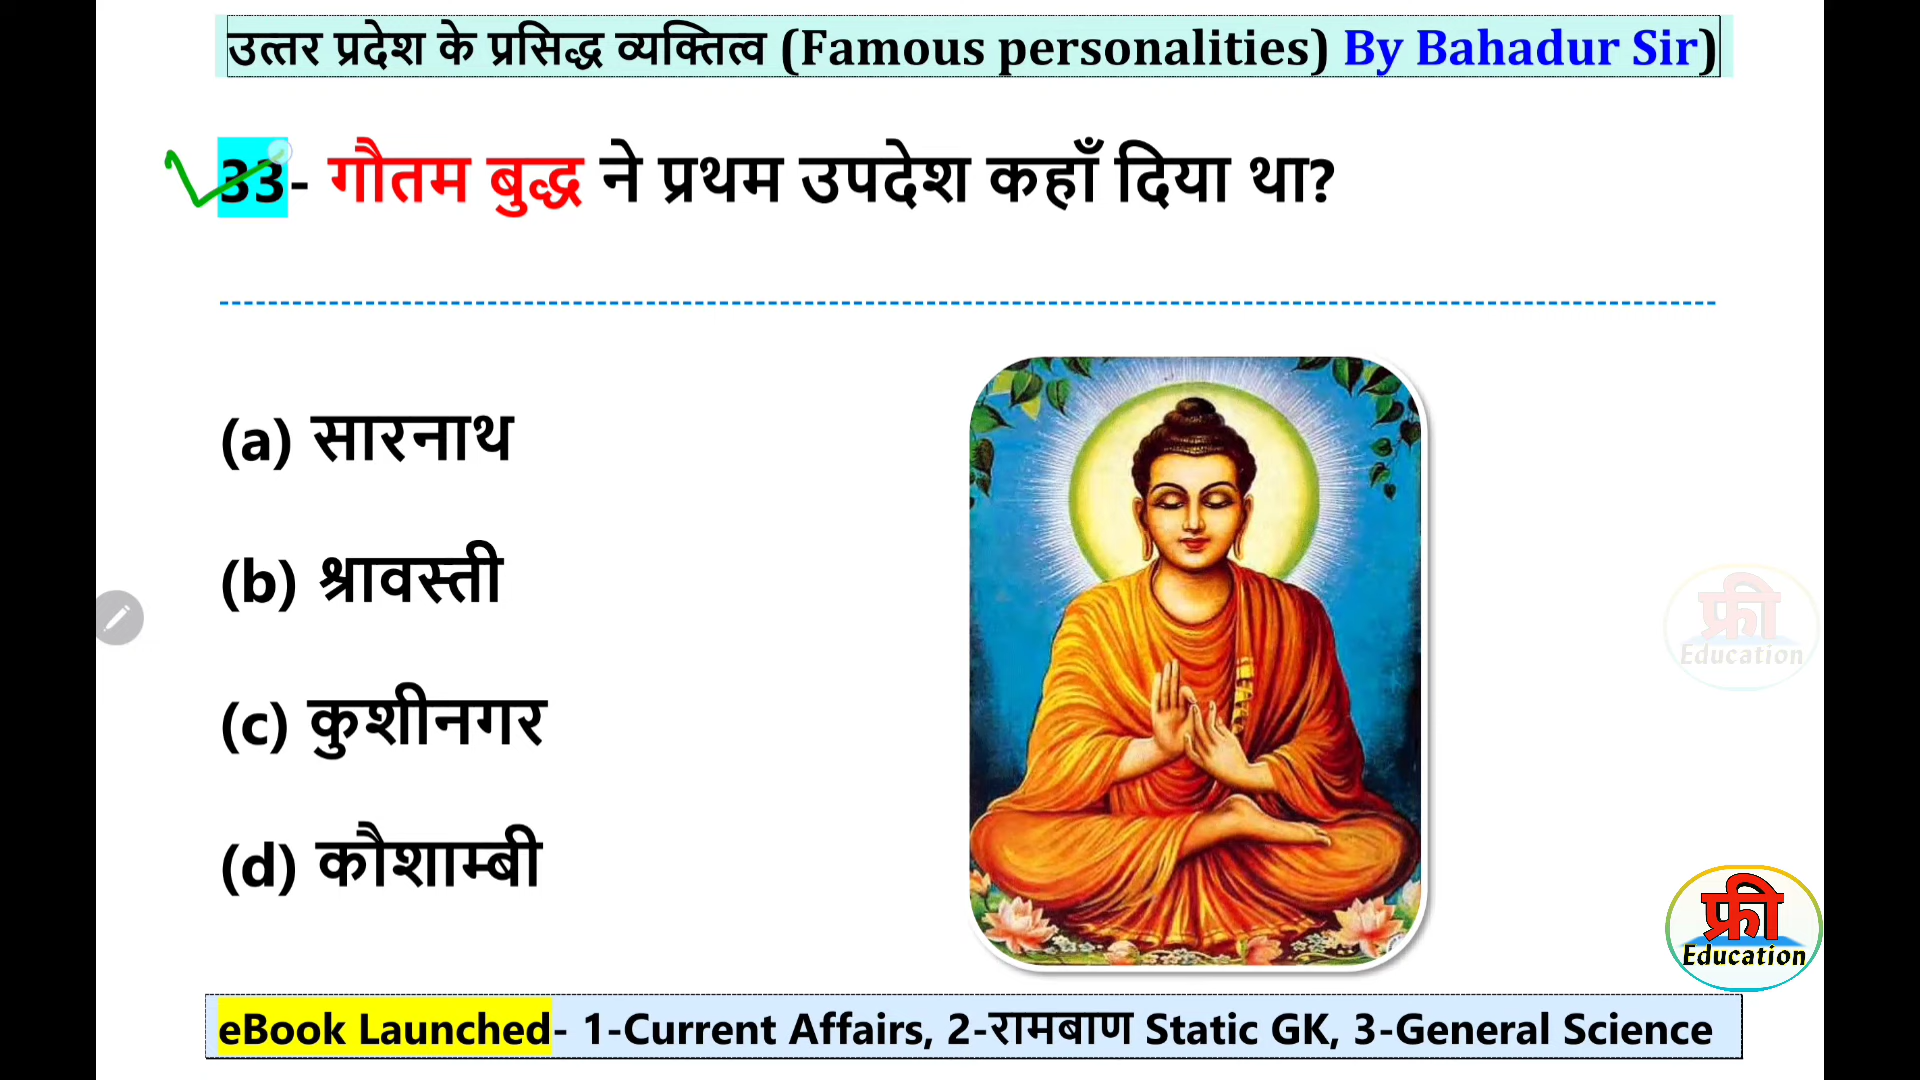 उत्तर प्रदेश के प्रसिद्ध व्यक्तित्व (Famous personalities) By Bahadur Sir)
33- गौतम बुद्ध ने प्रथम उपदेश कहाँ दिया था?
(a) सारनाथ
(b) श्रावस्ती
(c) कुशीनगर
(d) कौशाम्बी
फ्री
Education
फ्री
Education
eBook Launched- 1-Current Affairs, 2-रामबाण Static GK, 3-General Science